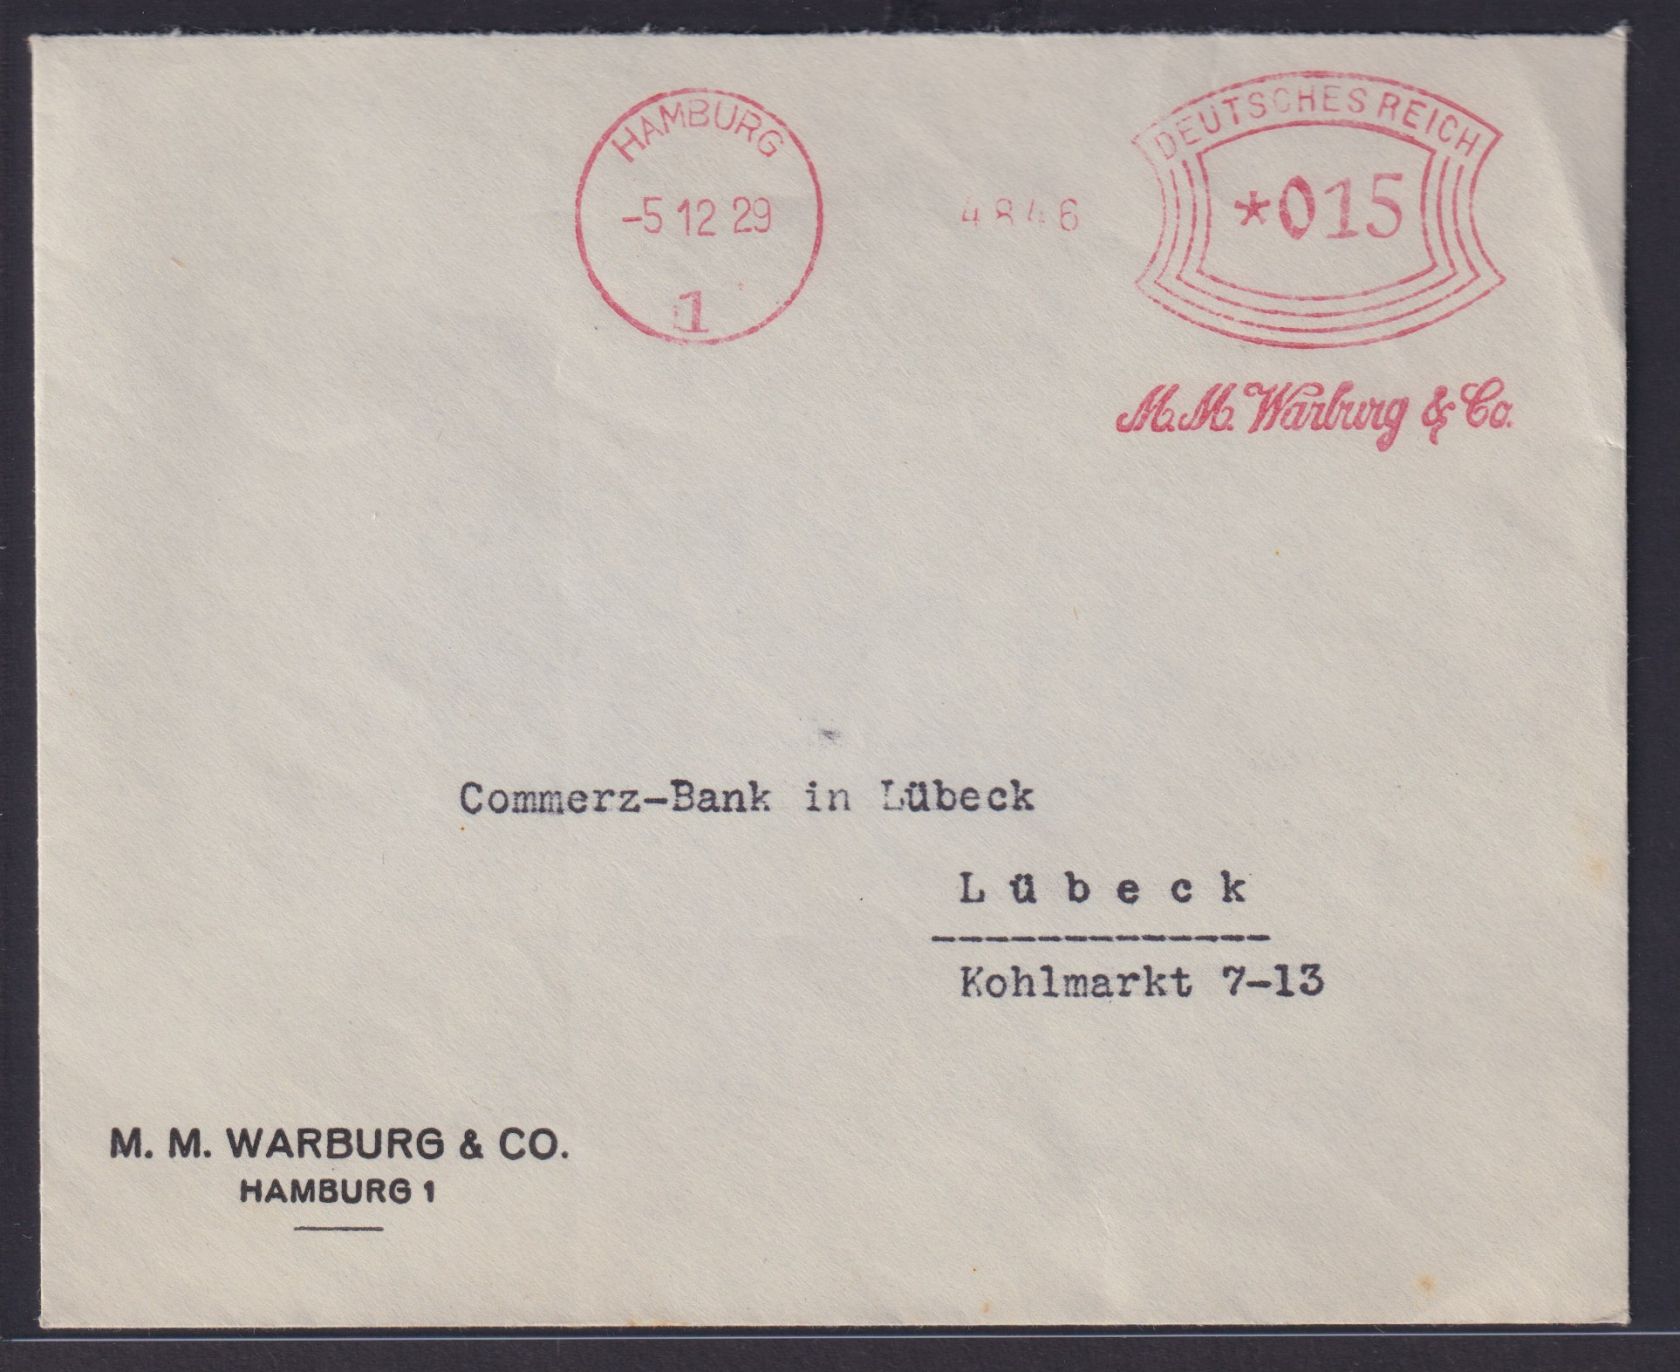 HAMBURG
-5 12 29
1
4846
DEUTSCHES REICH
*015
M. M. Warburg & Co.
Commerz-Bank in Lübeck
Lübeck
-------------
Kohlmarkt 7-13
M. M. WARBURG & CO.
HAMBURG 1